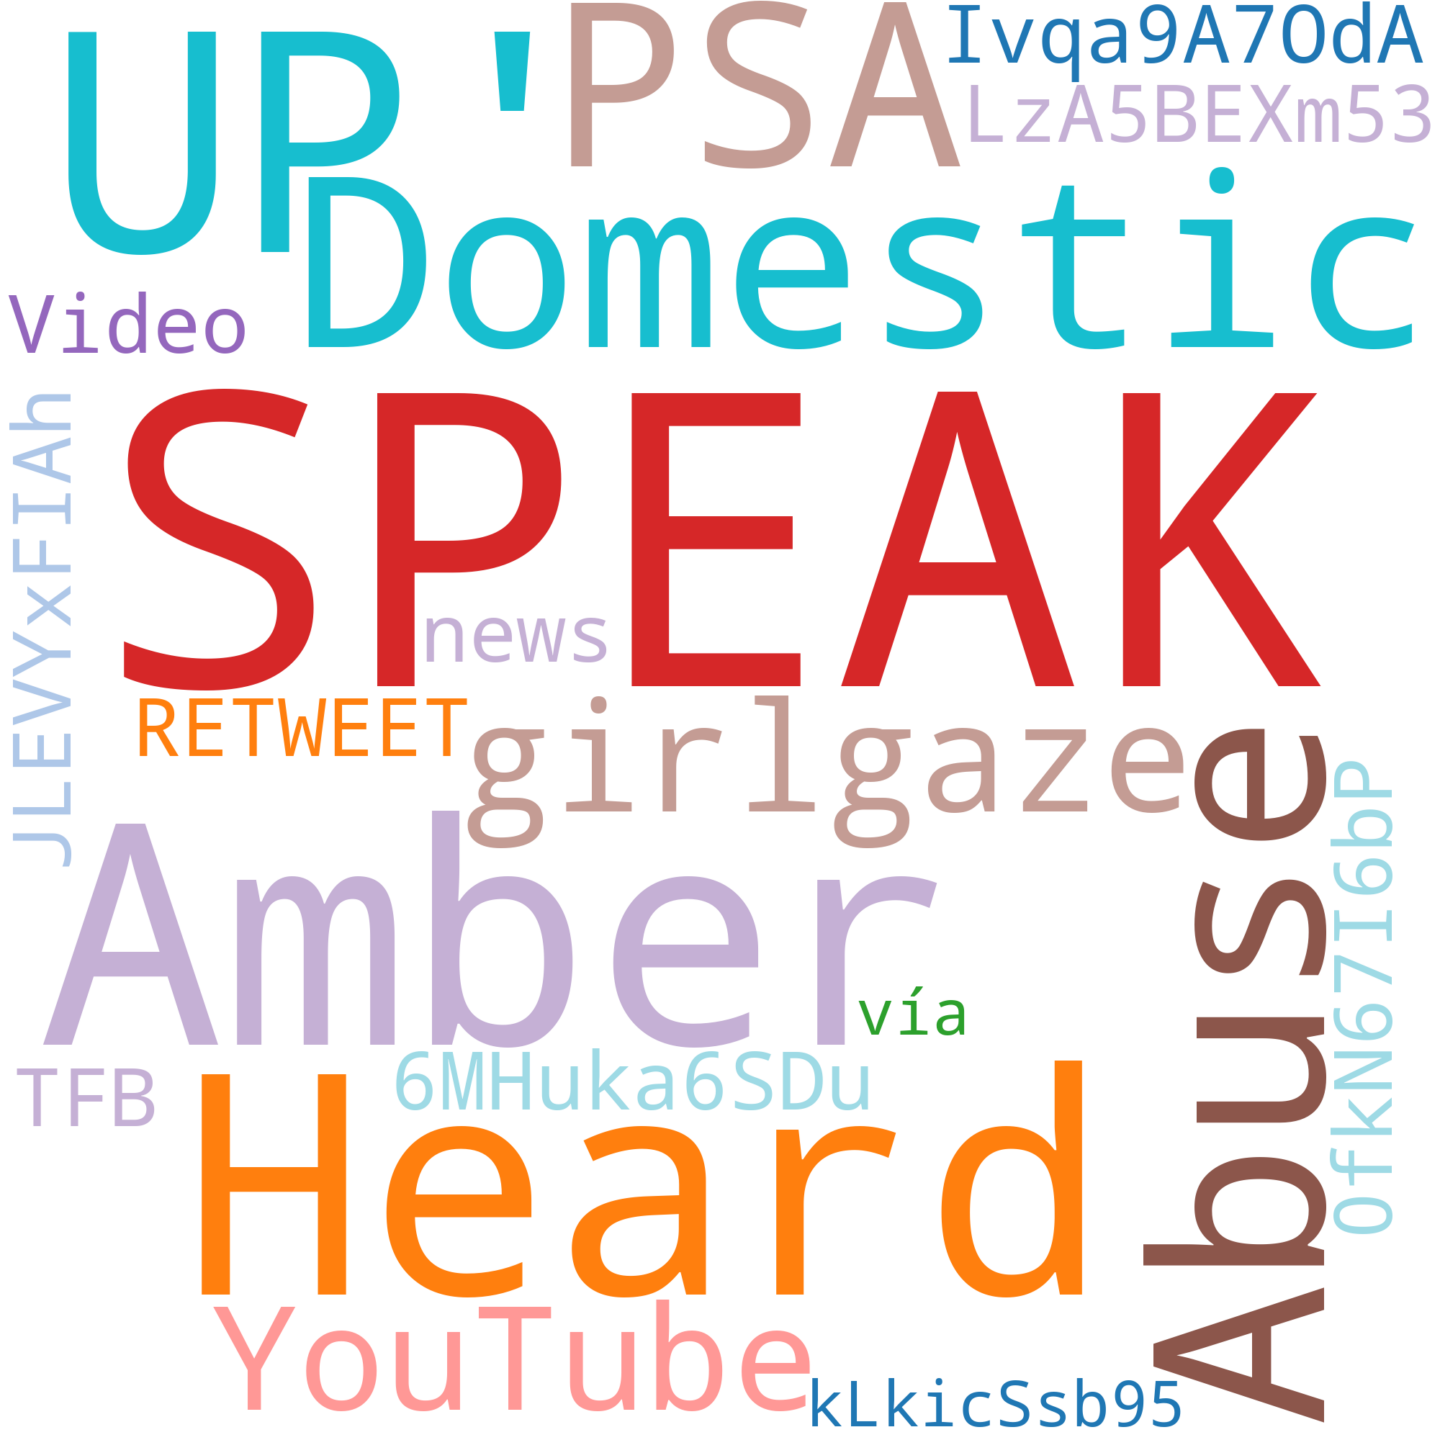 UP'
PSA
Ivqa9A7OdA
LzA5BEXm53
Domestic
Video
SPEAK
JLEVYxFIAh
news
RETWEET
girlgaze
Abuse
0fkN67I6bP
Amber
vía
TFB
6MHuka6SDu
Heard
YouTube
kLkicSsb95